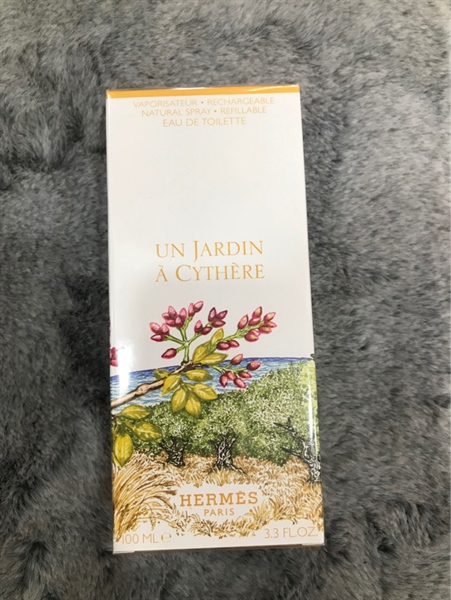 VAPORISATEUR • RECHARGEABLE
NATURAL SPRAY • REFILLABLE
EAU DE TOILETTE
UN JARDIN
À CYTHÈRE
HERMÈS
PARIS
100 ML ℮ 3.3 FL.OZ.